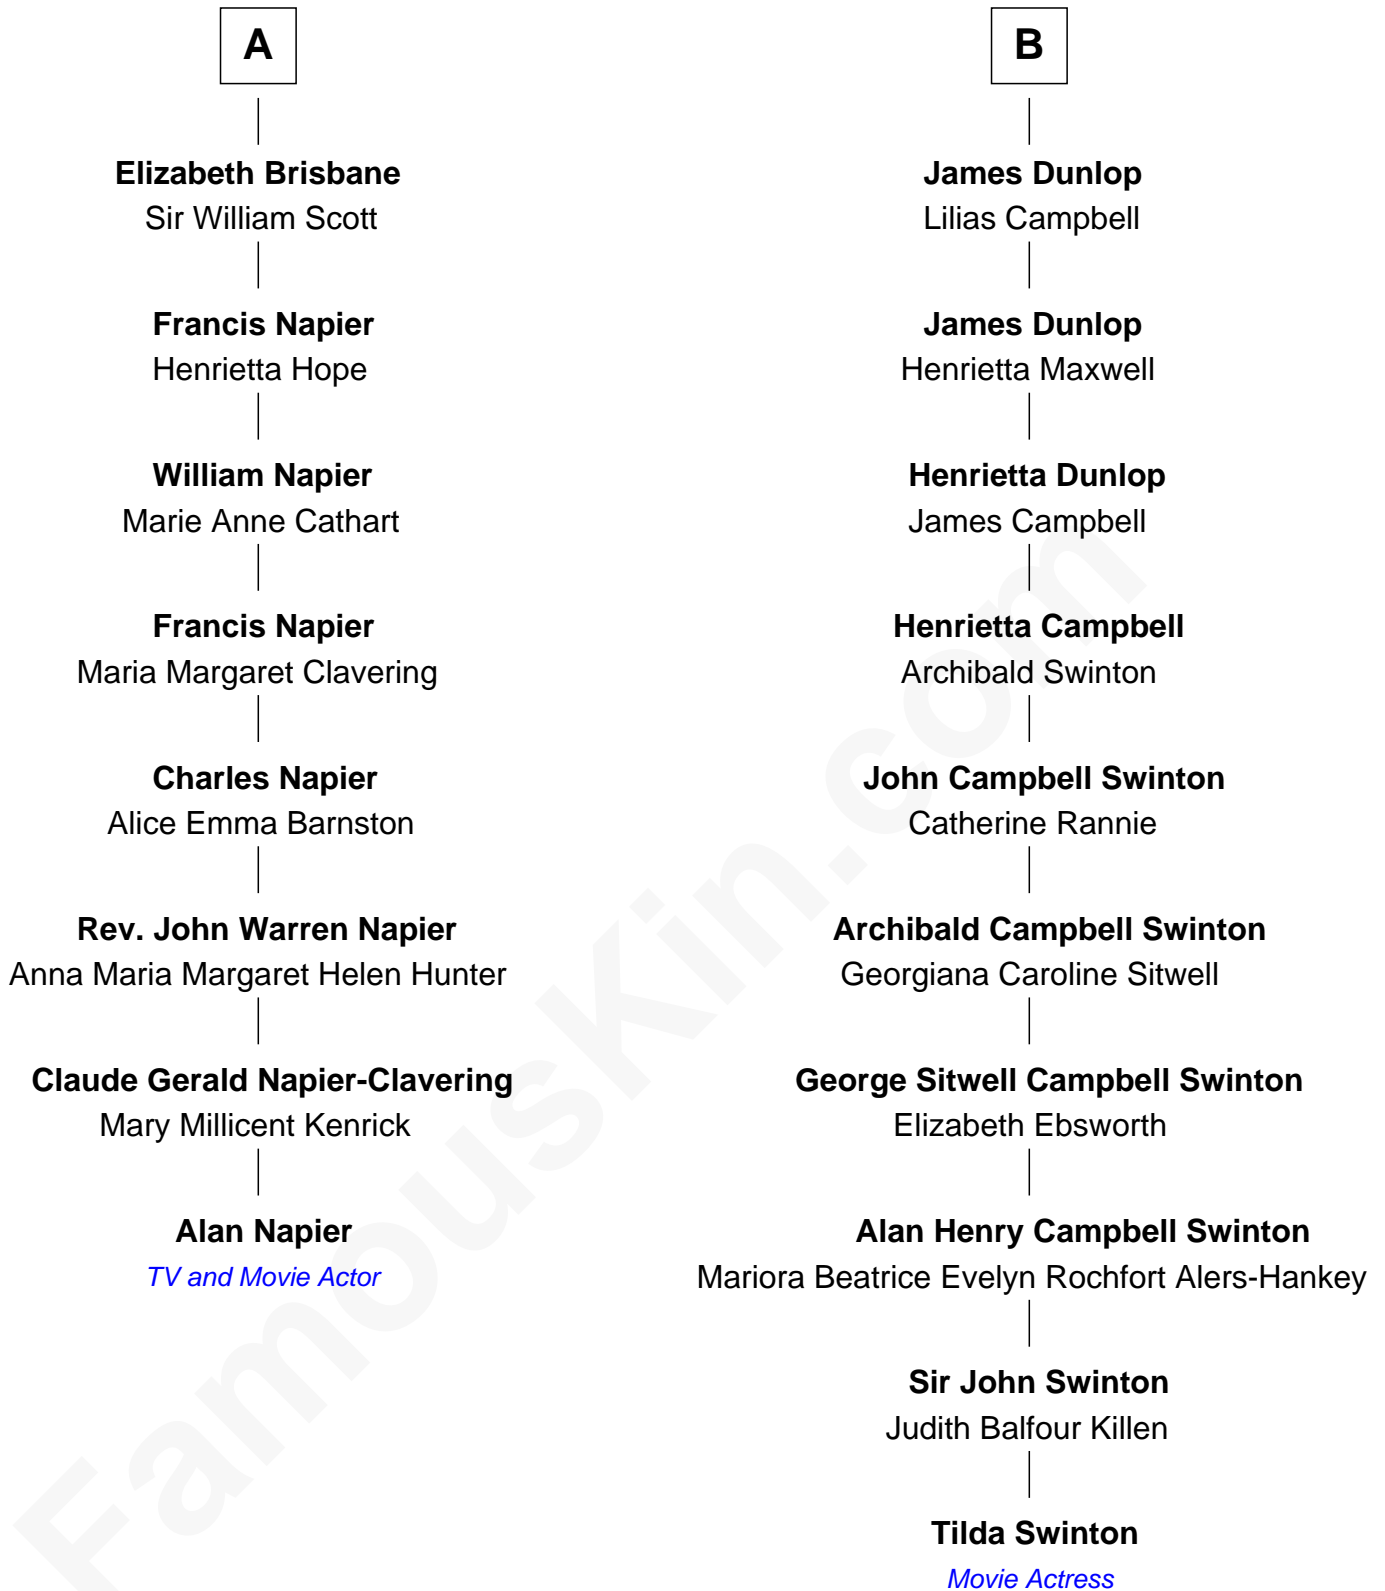 A
Elizabeth Brisbane
Sir William Scott
Francis Napier
Henrietta Hope
William Napier
Marie Anne Cathart
Francis Napier
Maria Margaret Clavering
Charles Napier
Alice Emma Barnston
Rev. John Warren Napier
Anna Maria Margaret Helen Hunter
Claude Gerald Napier-Clavering
Mary Millicent Kenrick
Alan Napier
TV and Movie Actor
B
James Dunlop
Lilias Campbell
James Dunlop
Henrietta Maxwell
Henrietta Dunlop
James Campbell
Henrietta Campbell
Archibald Swinton
John Campbell Swinton
Catherine Rannie
Archibald Campbell Swinton
Georgiana Caroline Sitwell
George Sitwell Campbell Swinton
Elizabeth Ebsworth
Alan Henry Campbell Swinton
Mariora Beatrice Evelyn Rochfort Alers-Hankey
Sir John Swinton
Judith Balfour Killen
Tilda Swinton
Movie Actress
FamousKin.com